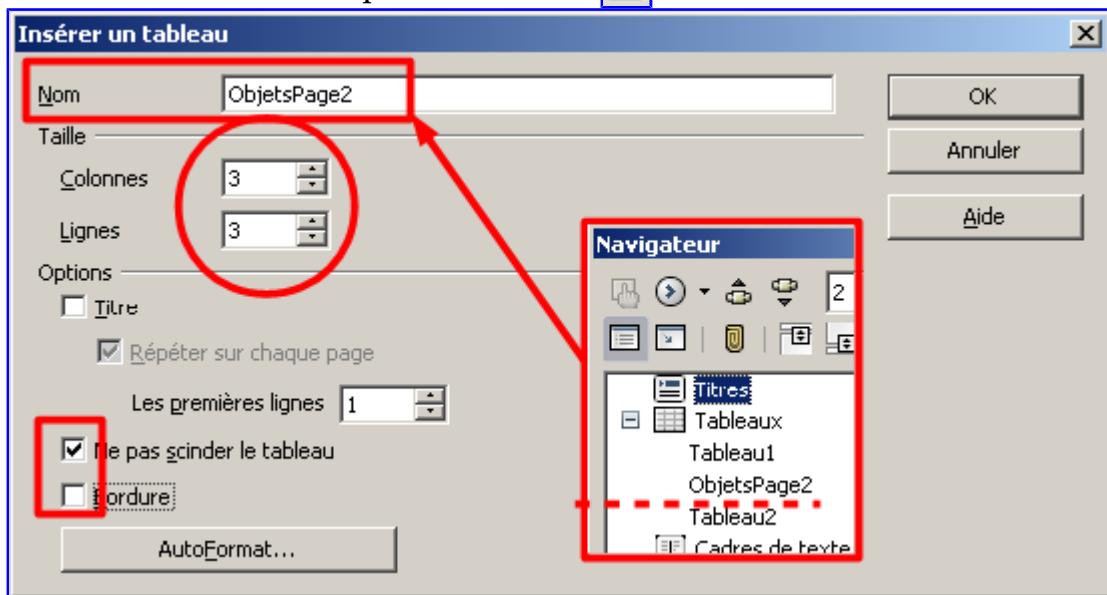 Insérer un tableau
Nom ObjetsPage2
OK
Taille
Annuler
Colonnes 3
Aide
Lignes 3
Navigateur
Options
2
Titre
Répéter sur chaque page
Les premières lignes 1
Titres
Tableaux
Ne pas scinder le tableau
Tableau1
ObjetsPage2
Bordure
Tableau2
AutoFormat...
Cadres de texte